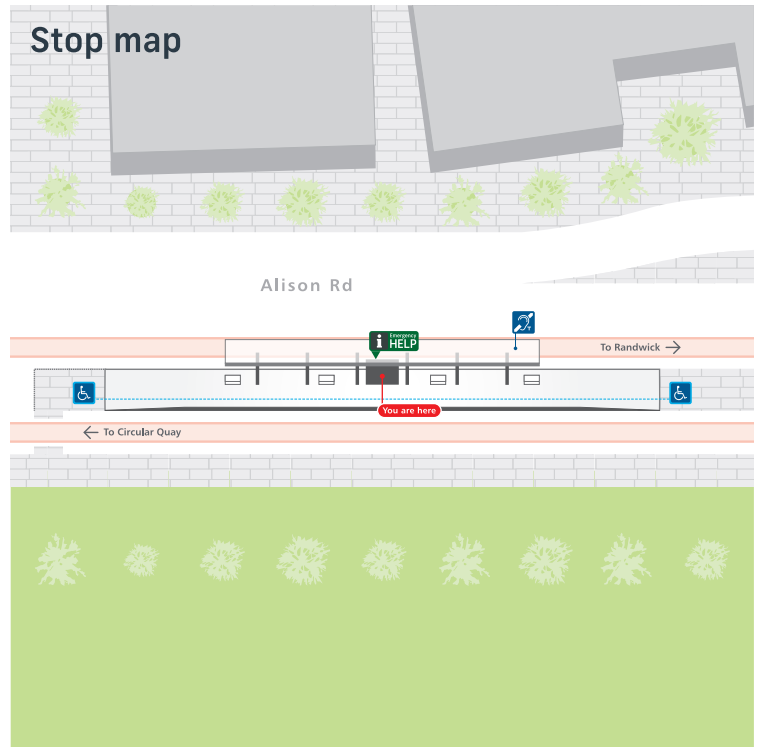 Stop map
Alison Rd
i Emergency
HELP
T
To Randwick →
You are here
← To Circular Quay